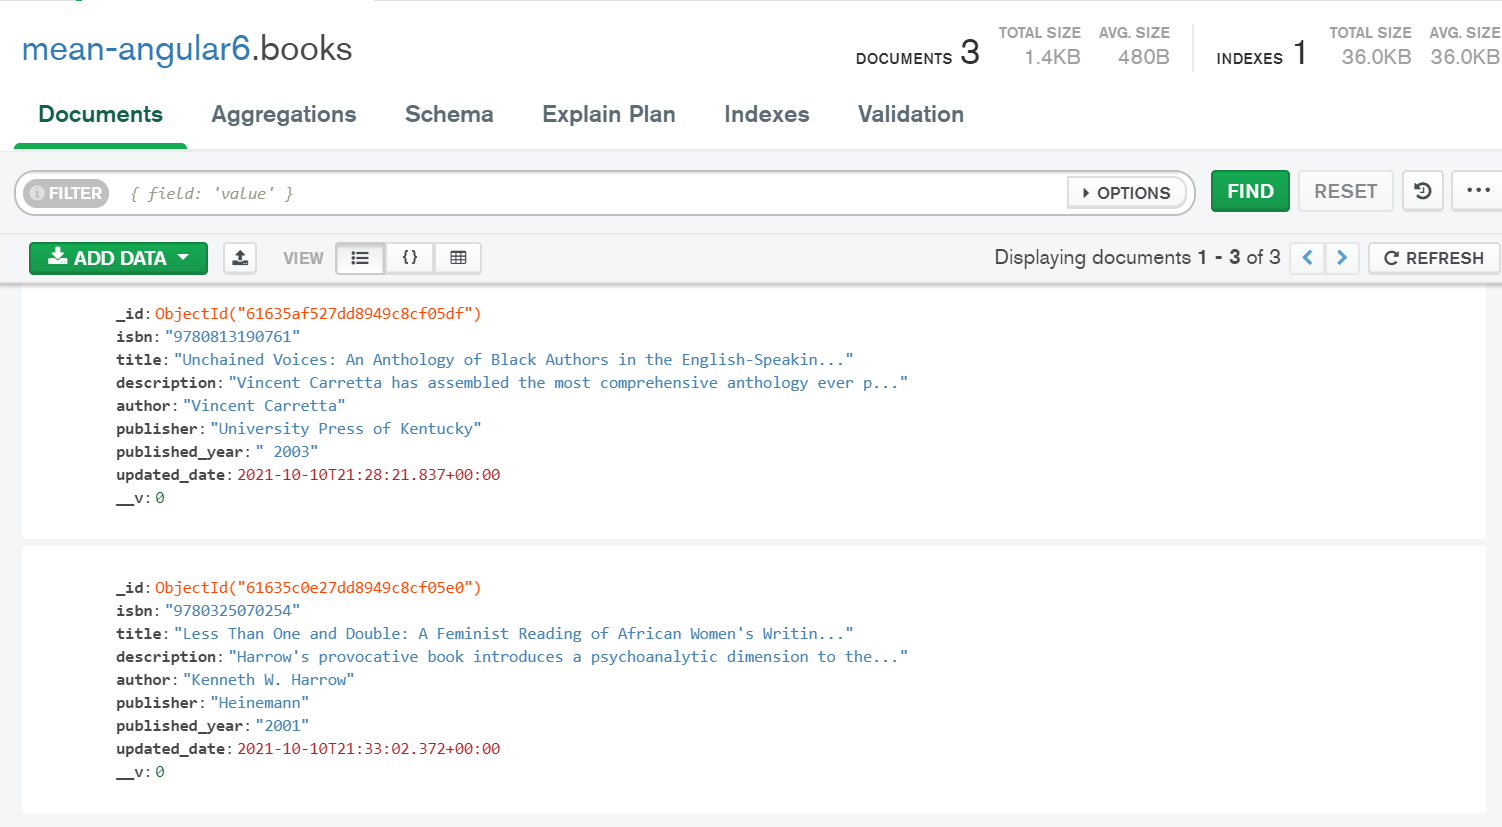 mean-angular6.books
DOCUMENTS 3
TOTAL SIZE AVG. SIZE
1.4KB 480B
INDEXES 1
TOTAL SIZE AVG. SIZE
36.0KB 36.0KB
Documents Aggregations Schema Explain Plan Indexes Validation
FILTER { field: 'value' } OPTIONS FIND RESET
ADD DATA VIEW { } Displaying documents 1 - 3 of 3 REFRESH
_id: ObjectId("61635af527dd8949c8cf05df")
isbn: "9780813190761"
title: "Unchained Voices: An Anthology of Black Authors in the English-Speakin..."
description: "Vincent Carretta has assembled the most comprehensive anthology ever p..."
author: "Vincent Carretta"
publisher: "University Press of Kentucky"
published_year: " 2003"
updated_date: 2021-10-10T21:28:21.837+00:00
__v: 0
_id: ObjectId("61635c0e27dd8949c8cf05e0")
isbn: "9780325070254"
title: "Less Than One and Double: A Feminist Reading of African Women's Writin..."
description: "Harrow's provocative book introduces a psychoanalytic dimension to the..."
author: "Kenneth W. Harrow"
publisher: "Heinemann"
published_year: "2001"
updated_date: 2021-10-10T21:33:02.372+00:00
__v: 0